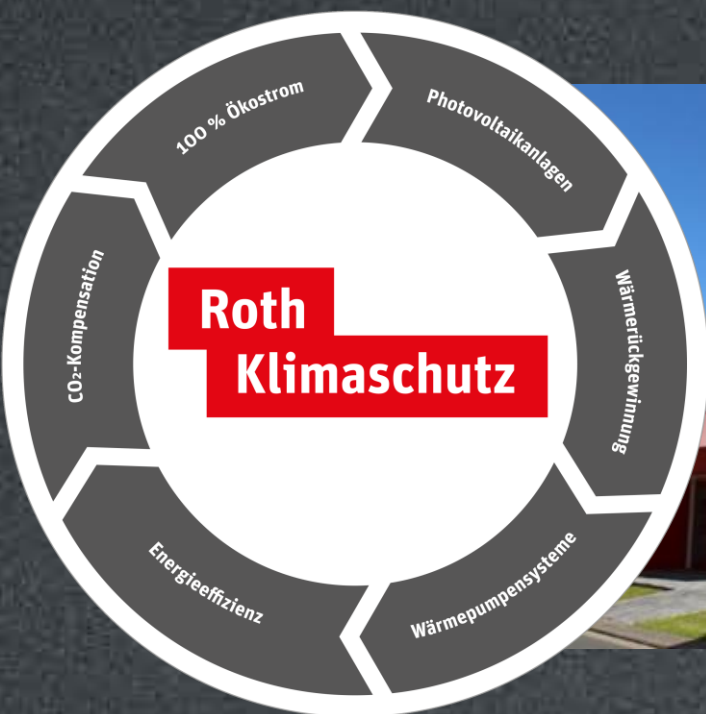 100 % Ökostrom
Photovoltaikanlagen
Wärmerückgewinnung
Wärmepumpensysteme
Energieeffizienz
CO₂-Kompensation
Roth
Klimaschutz